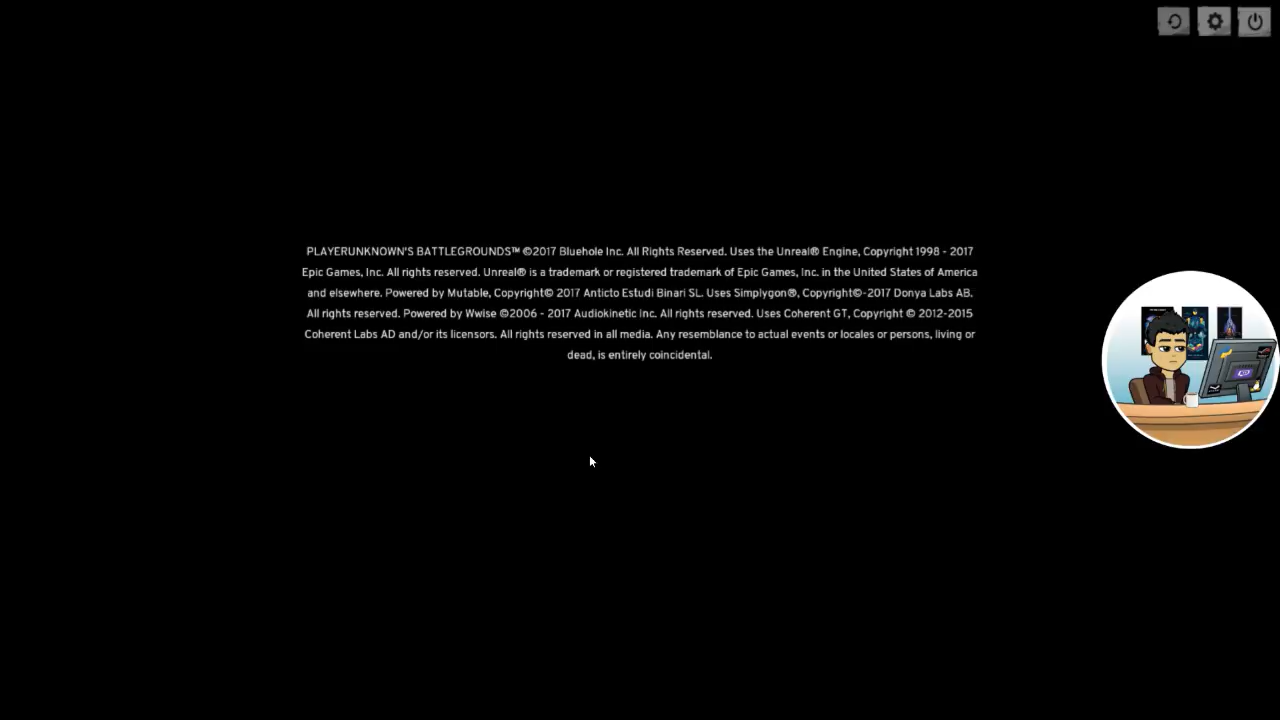 PLAYERUNKNOWN'S BATTLEGROUNDS™ ©2017 Bluehole Inc. All Rights Reserved. Uses the Unreal® Engine, Copyright 1998 - 2017
Epic Games, Inc. All rights reserved. Unreal® is a trademark or registered trademark of Epic Games, Inc. in the United States of America
and elsewhere. Powered by Mutable, Copyright© 2017 Anticto Estudi Binari SL. Uses Simplygon®, Copyright©-2017 Donya Labs AB.
All rights reserved. Powered by Wwise ©2006 - 2017 Audiokinetic Inc. All rights reserved. Uses Coherent GT, Copyright © 2012-2015
Coherent Labs AD and/or its licensors. All rights reserved in all media. Any resemblance to actual events or locales or persons, living or
dead, is entirely coincidental.